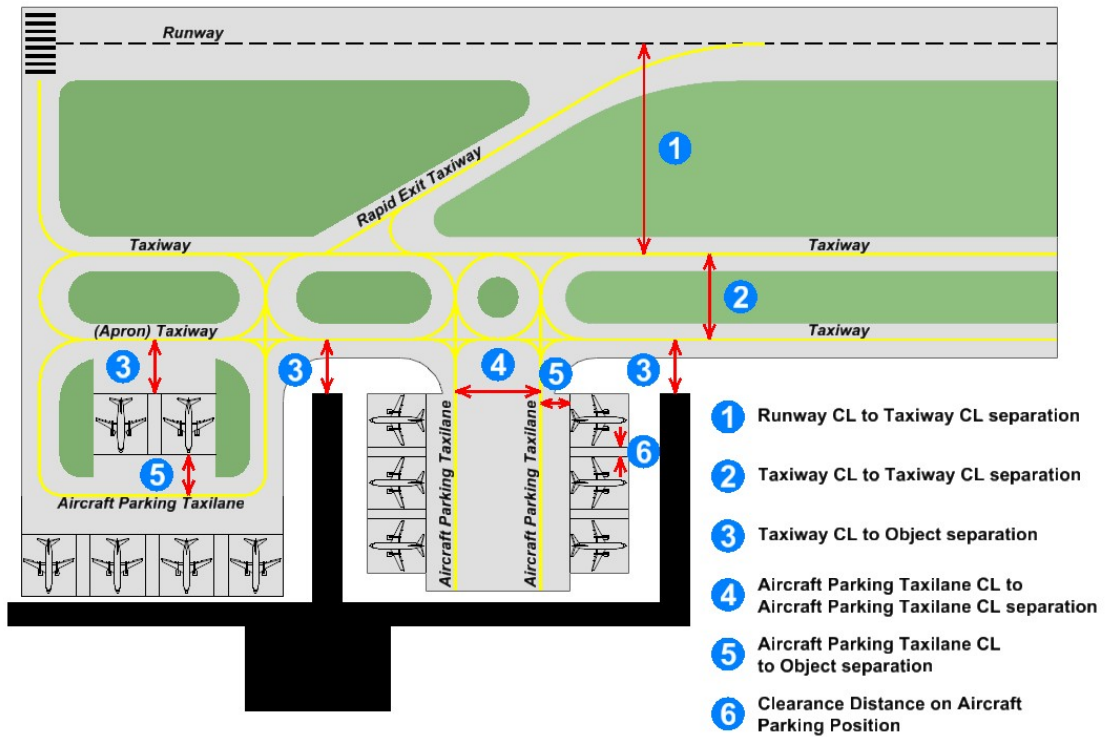 Runway
Rapid Exit Taxiway
1
Taxiway
Taxiway
2
(Apron) Taxiway
Taxiway
3
3
4
5
3
Aircraft Parking Taxilane
Aircraft Parking Taxilane
6
5
Aircraft Parking Taxilane
1 Runway CL to Taxiway CL separation
2 Taxiway CL to Taxiway CL separation
3 Taxiway CL to Object separation
4 Aircraft Parking Taxilane CL to
Aircraft Parking Taxilane CL separation
5 Aircraft Parking Taxilane CL
to Object separation
6 Clearance Distance on Aircraft
Parking Position